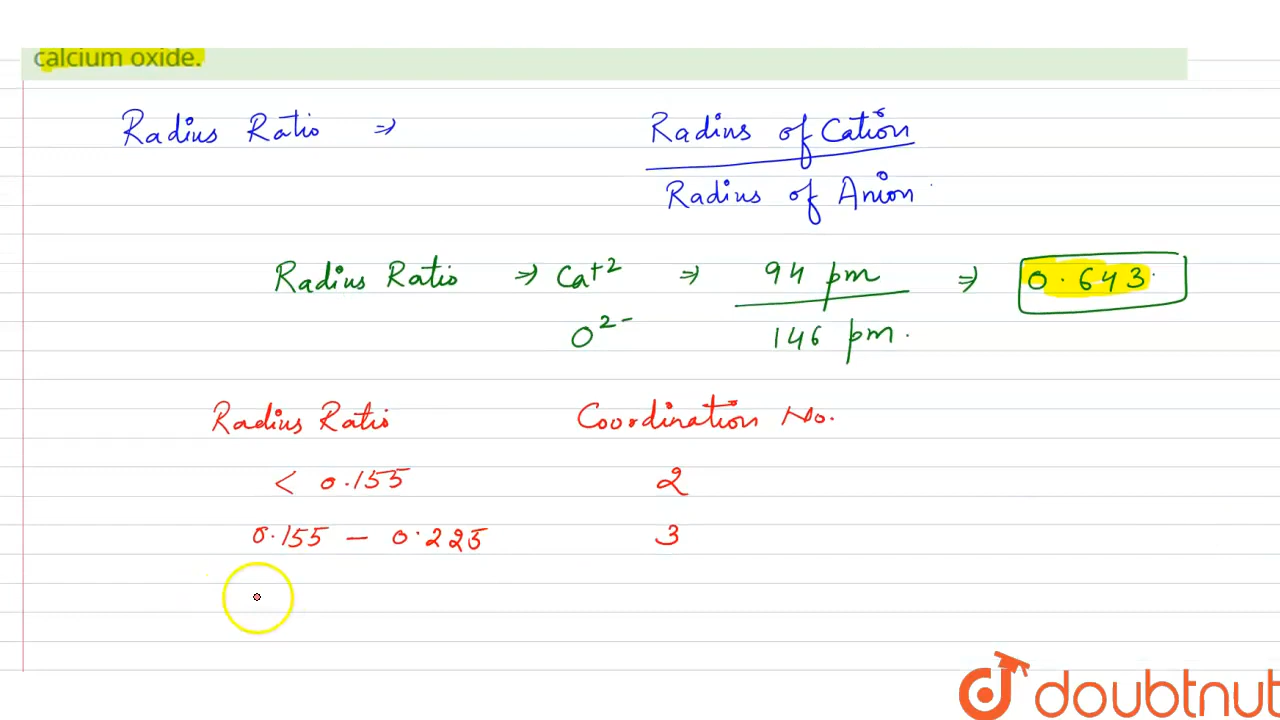 calcium oxide.
Radius Ratio ⇒ Radius of Cation
Radius of Anion
Radius Ratio ⇒ Ca+2 ⇒ 94 pm ⇒ 0.643
O2- 146 pm.
Radius Ratio Coordination No.
< 0.155 2
0.155 - 0.225 3
doubtnut